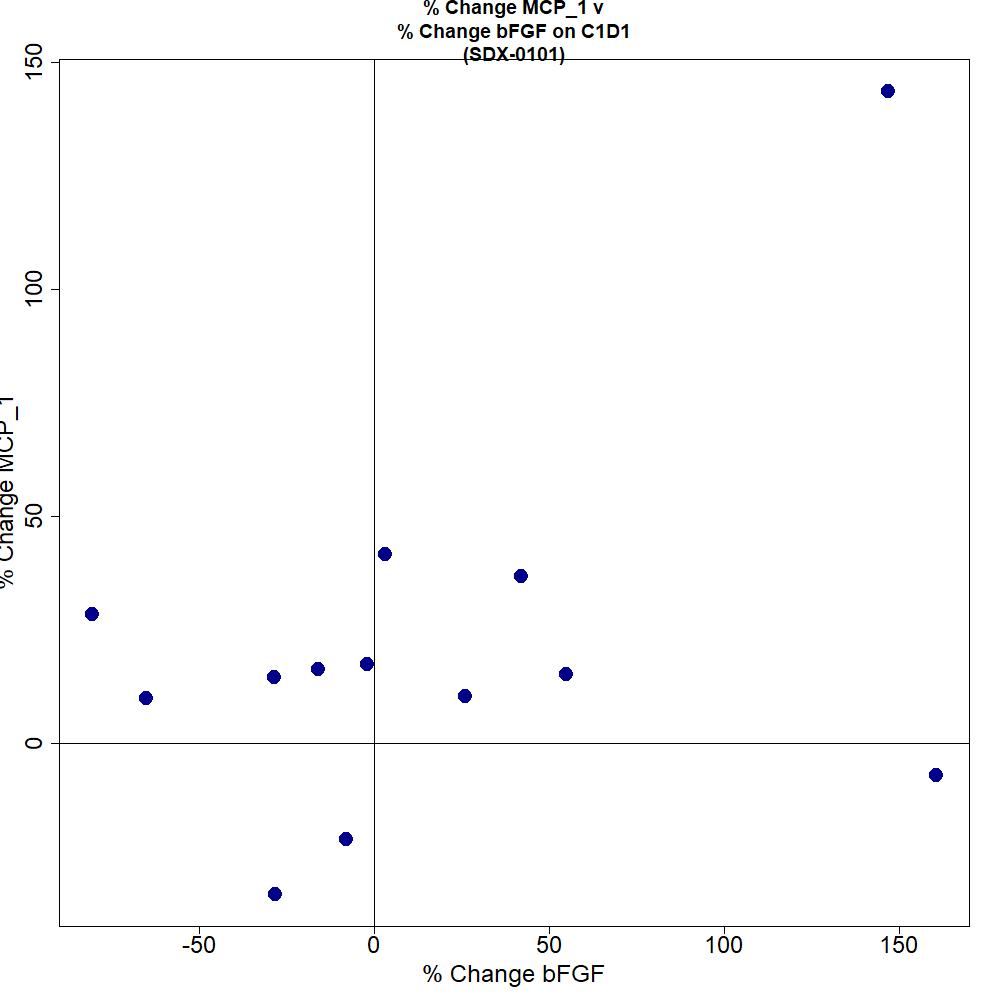 % Change MCP_1 v
% Change bFGF on C1D1
(SDX-0101)
150
100
50
0
% Change MCP_1
-50
0
50
100
150
% Change bFGF